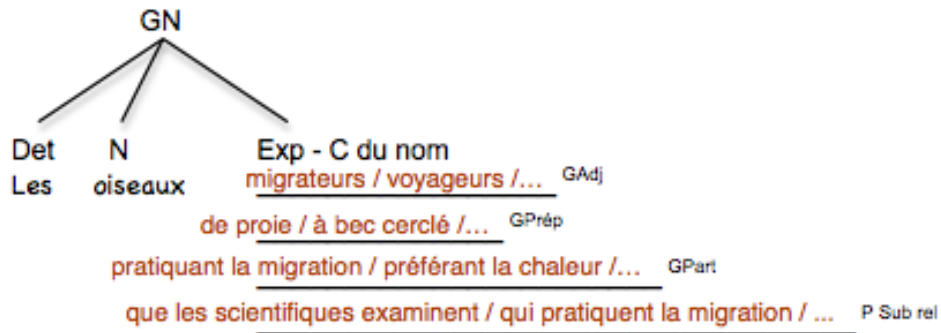 GN
Det N Exp - C du nom
Les oiseaux migrateurs / voyageurs /... GAdj
de proie / à bec cerclé /... GPrép
pratiquant la migration / préférant la chaleur /... GPart
que les scientifiques examinent / qui pratiquent la migration / ... P Sub rel